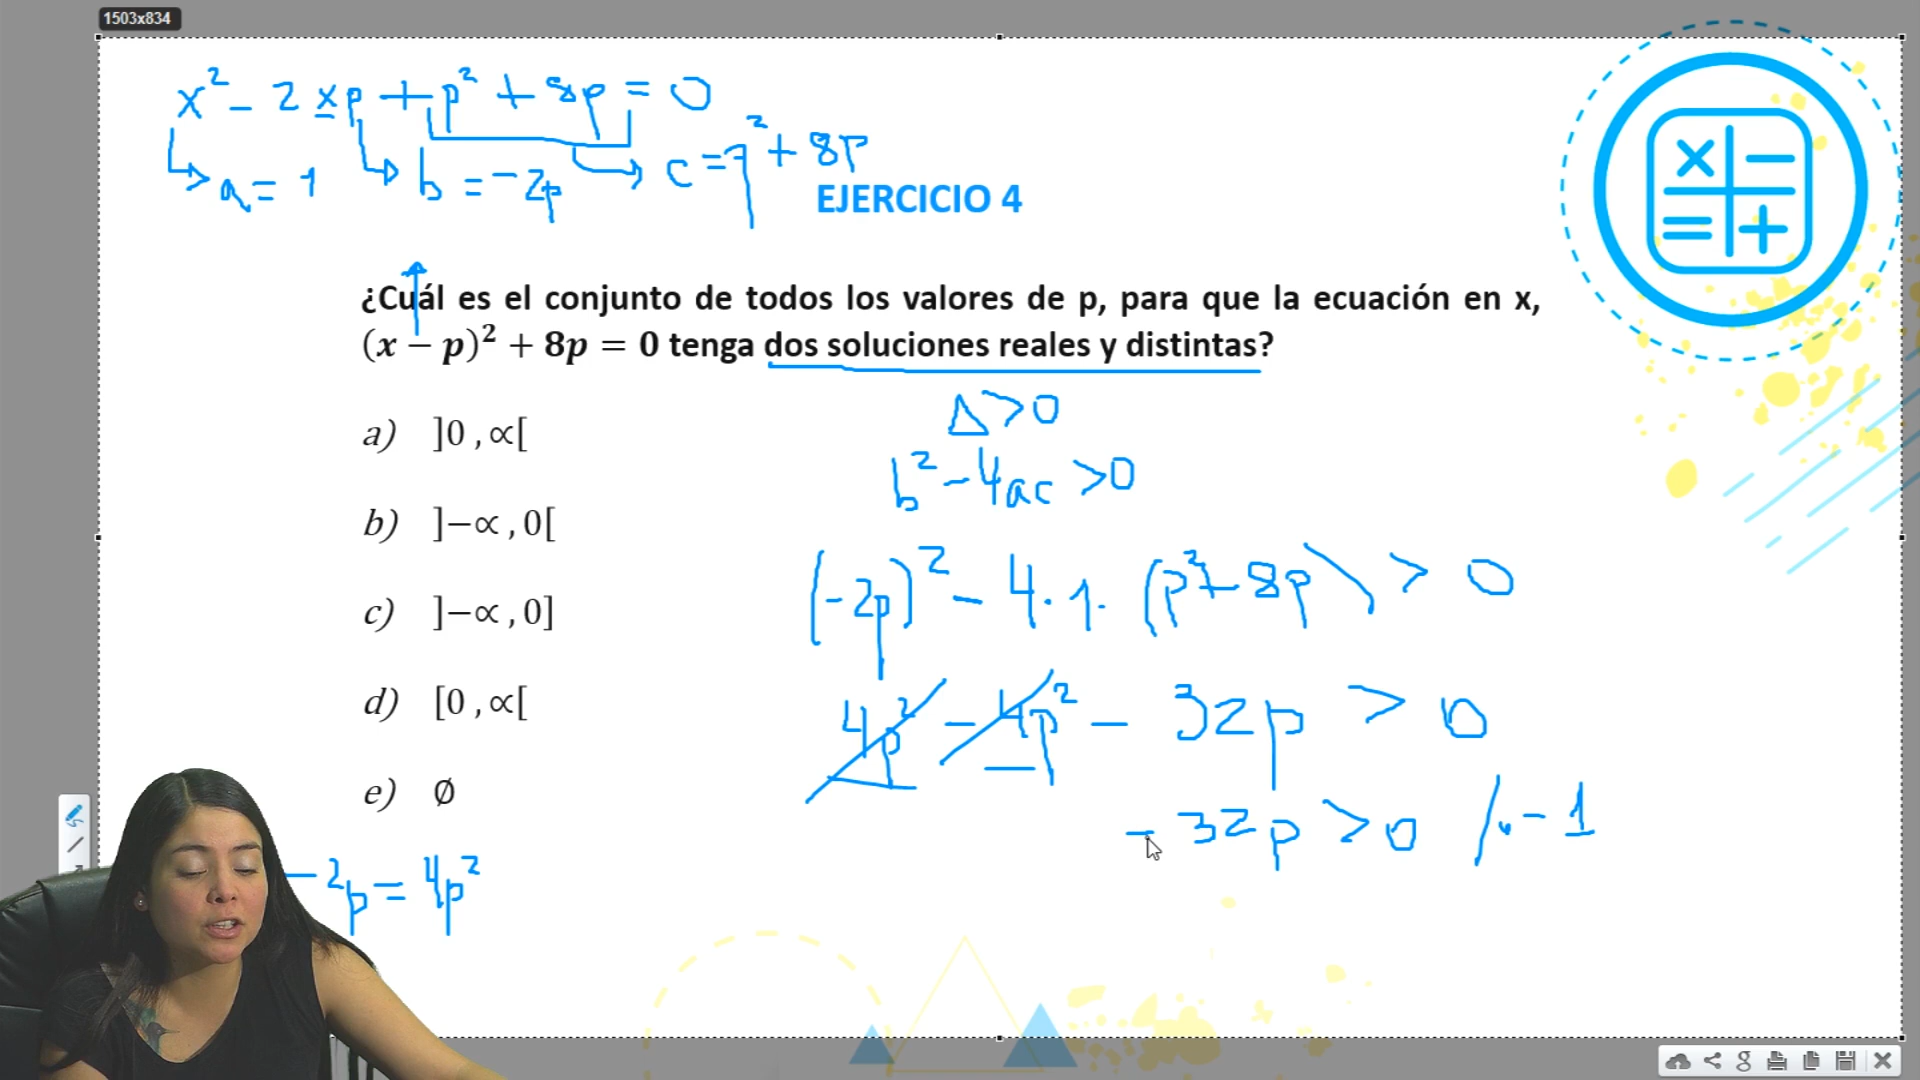 1503x834
x² - 2xp + p² + 8p = 0
a = 1 b = -2p c = p² + 8p
EJERCICIO 4
¿Cuál es el conjunto de todos los valores de p, para que la ecuación en x,
(x − p)² + 8p = 0 tenga dos soluciones reales y distintas?
Δ > 0
a) ]0 , ∝[
b² - 4ac > 0
b) ]−∝ , 0[
(-2p)² - 4 · 1 · (p² + 8p) > 0
c) ]−∝ , 0]
d) [0 , ∝[
4p² - 4p² - 32p > 0
e) ∅
- 32p > 0 / · - 1
- 2p = 4p²